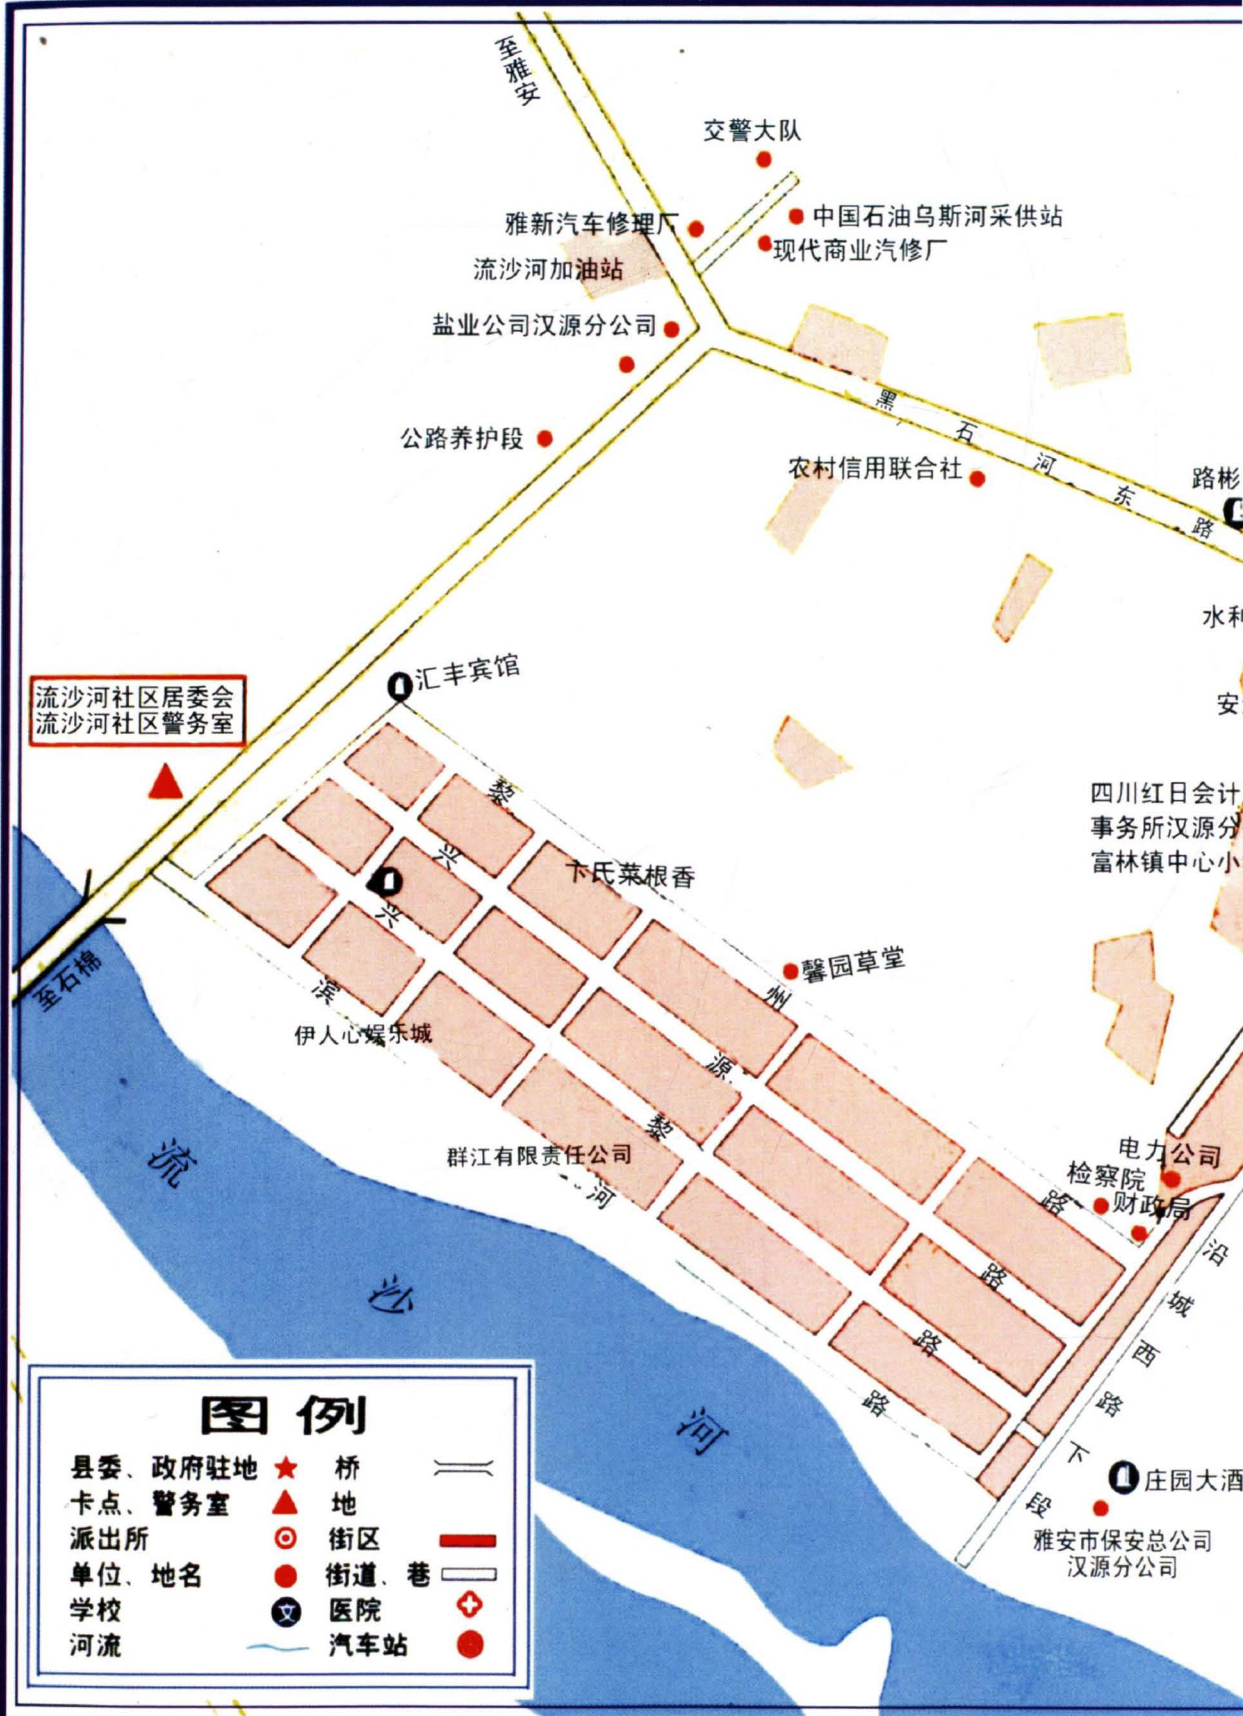 至雅安
交警大队
雅新汽车修理厂
中国石油乌斯河采供站
现代商业汽修厂
流沙河加油站
盐业公司汉源分公司
公路养护段
黑石河东路
农村信用联合社
路彬
水利
汇丰宾馆
流沙河社区居委会
流沙河社区警务室
安
四川红日会计
事务所汉源分
富林镇中心小
卞氏菜根香
馨园草堂
至石棉
伊人心娱乐城
群江有限责任公司
黎州路
兴源路
兴黎路
滨河路
电力公司
检察院
财政局
沿城西路下段
流沙河
庄园大酒
雅安市保安总公司
汉源分公司
图例
县委、政府驻地 桥
卡点、警务室 地
派出所 街区
单位、地名 街道、巷
学校 文 医院
河流 汽车站